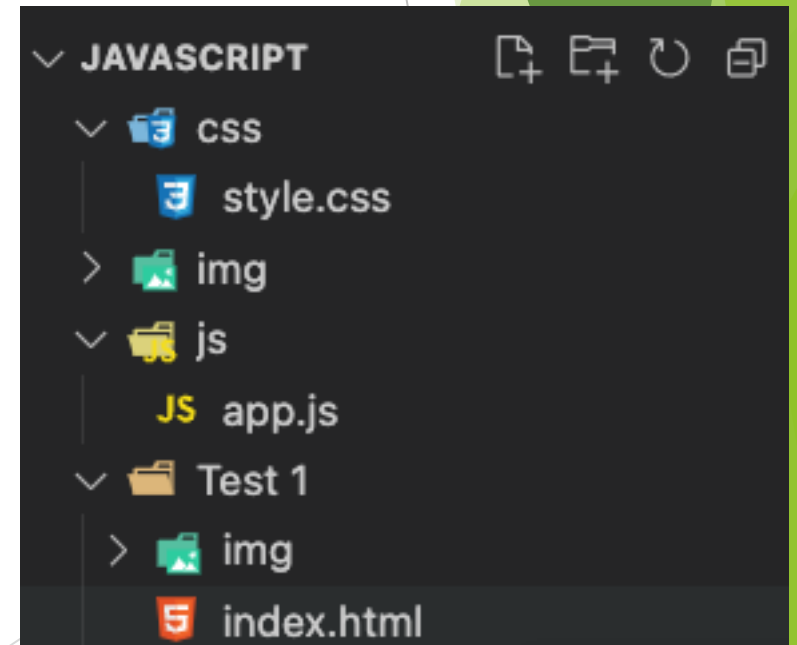 JAVASCRIPT
css
style.css
img
js
JS app.js
Test 1
img
index.html